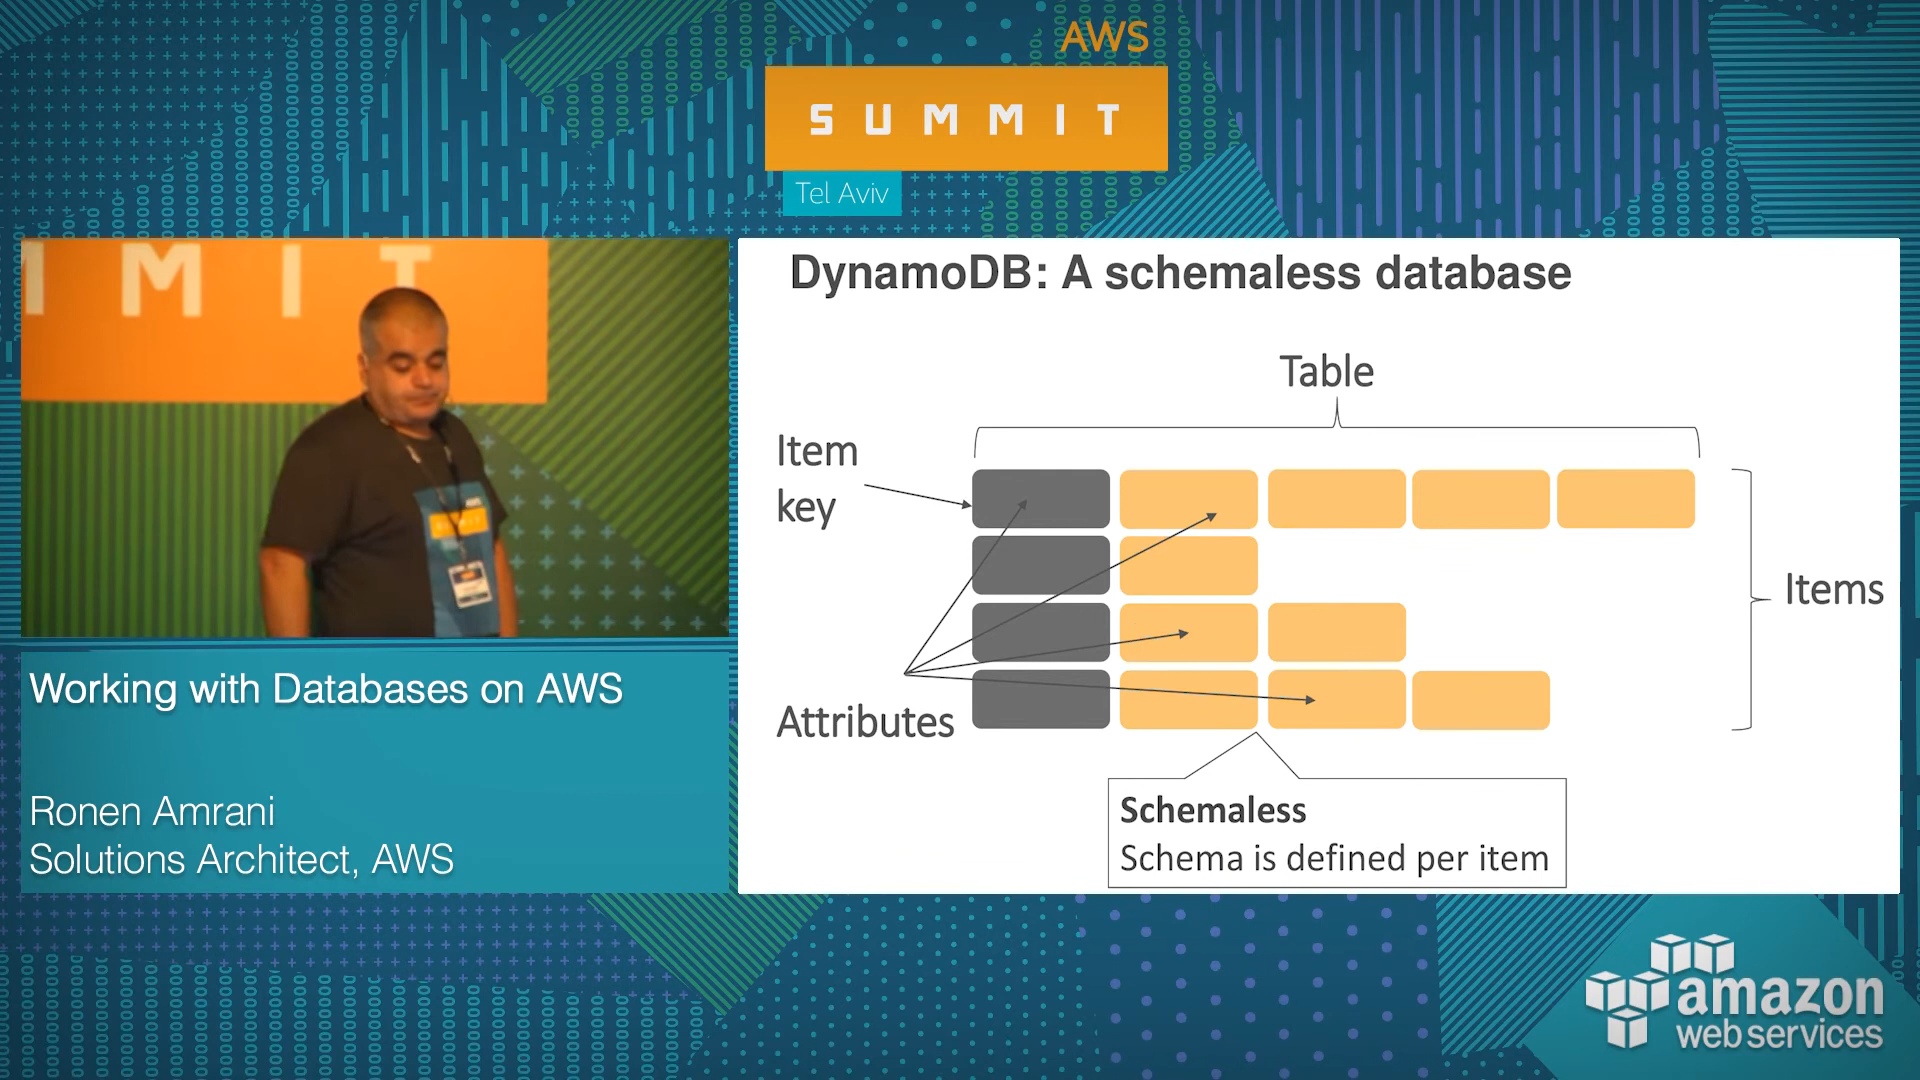 AWS
SUMMIT
Tel Aviv
M I T
DynamoDB: A schemaless database
Table
Item
key
Items
Attributes
Schemaless
Schema is defined per item
Working with Databases on AWS
Ronen Amrani
Solutions Architect, AWS
amazon
web services